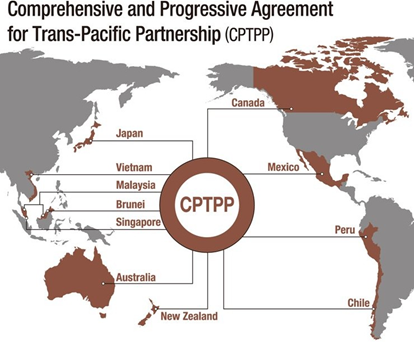 Comprehensive and Progressive Agreement
for Trans-Pacific Partnership (CPTPP)
Canada
Japan
Vietnam
Mexico
Malaysia
Brunei
CPTPP
Singapore
Peru
Australia
Chile
New Zealand